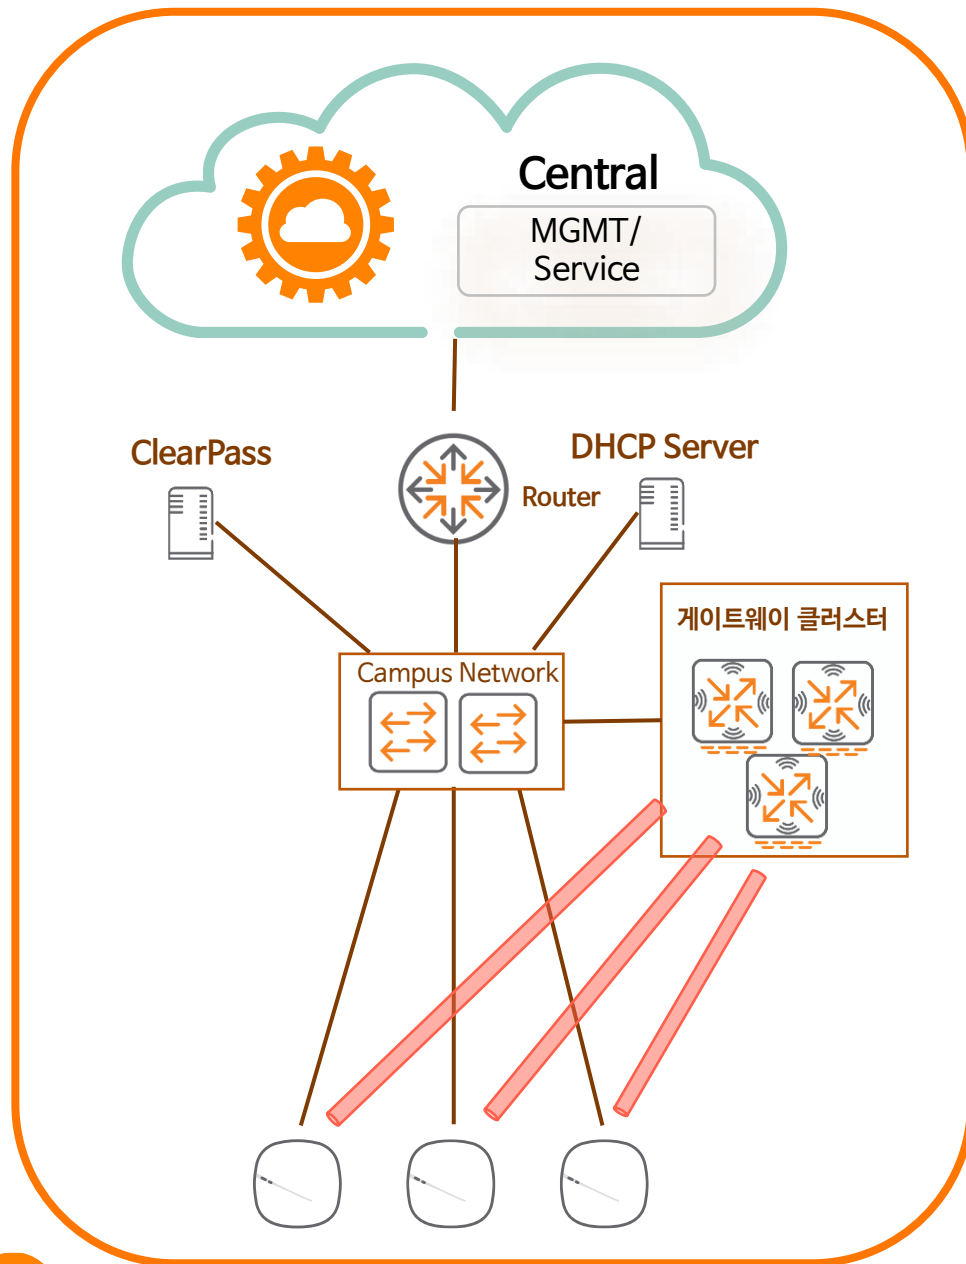 Central
MGMT/
Service
ClearPass
DHCP Server
Router
게이트웨이 클러스터
Campus Network